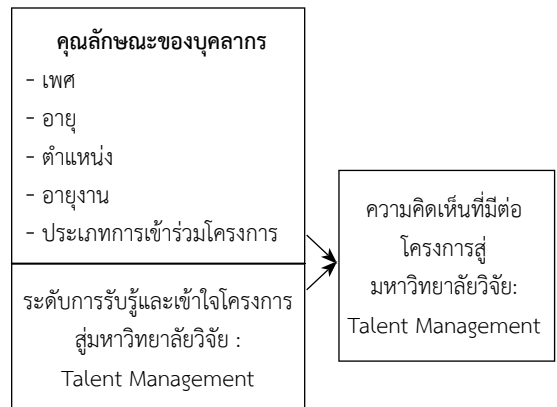 คุณลักษณะของบุคลากร
- เพศ
- อายุ
- ตำแหน่ง
- อายุงาน
- ประเภทการเข้าร่วมโครงการ
ระดับการรับรู้และเข้าใจโครงการ
สู่มหาวิทยาลัยวิจัย :
Talent Management
ความคิดเห็นที่มีต่อ
โครงการสู่
มหาวิทยาลัยวิจัย:
Talent Management